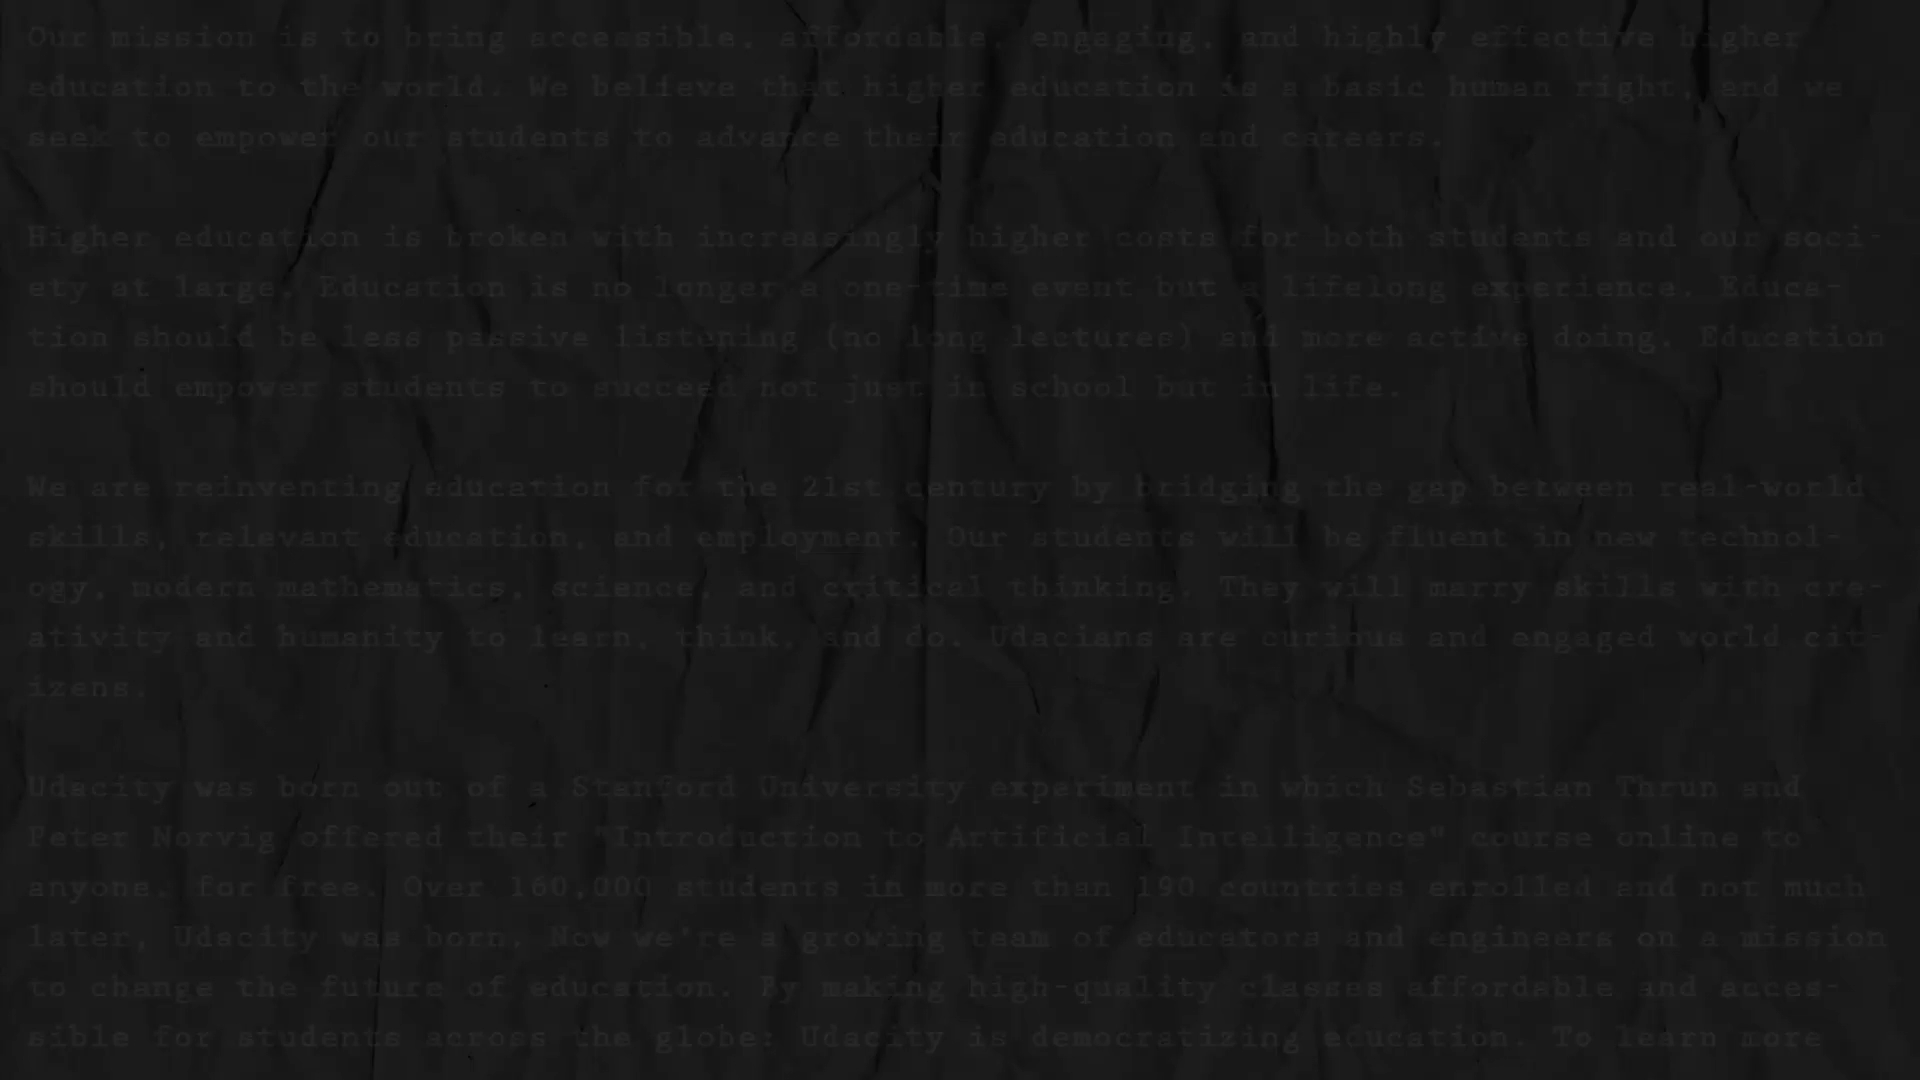 Our mission is to bring accessible, affordable, engaging, and highly effective higher
education to the world. We believe that higher education is a basic human right, and we
seek to empower our students to advance their education and careers.
Higher education is broken with increasingly higher costs for both students and our soci-
ety at large. Education is no longer a one-time event but a lifelong experience. Educa-
tion should be less passive listening (no long lectures) and more active doing. Education
should empower students to succeed not just in school but in life.
We are reinventing education for the 21st century by bridging the gap between real-world
skills, relevant education, and employment. Our students will be fluent in new technol-
ogy, modern mathematics, science, and critical thinking. They will marry skills with cre-
ativity and humanity to learn, think, and do. Udacians are curious and engaged world cit-
izens.
Udacity was born out of a Stanford University experiment in which Sebastian Thrun and
Peter Norvig offered their "Introduction to Artificial Intelligence" course online to
anyone, for free. Over 160,000 students in more than 190 countries enrolled and not much
later, Udacity was born. Now we're a growing team of educators and engineers on a mission
to change the future of education. By making high-quality classes affordable and acces-
sible for students across the globe: Udacity is democratizing education. To learn more